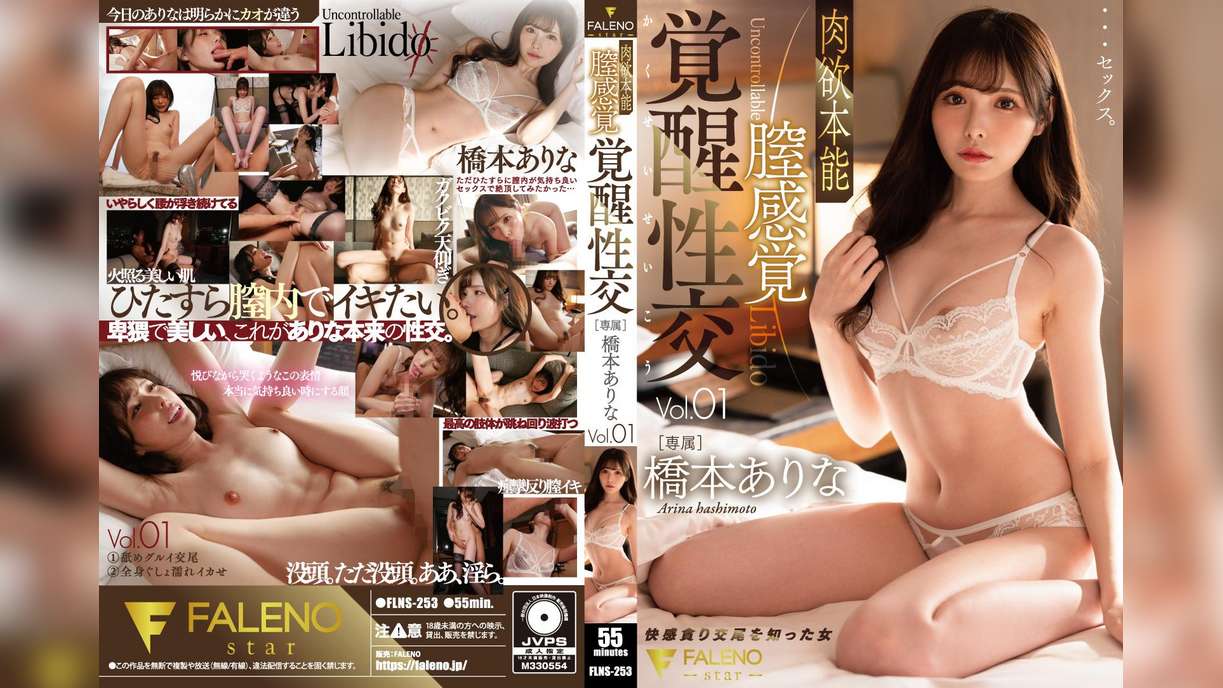 今日のありなは明らかにカオが違う
Uncontrollable
Libido
橋本ありな
ただひたすらに膣内が気持ち良い
セックスで絶頂してみたかった…
いやらしく腰が浮き続けてる
ガクビク天仰ぎ
火照る美しい肌
ひたすら膣内でイキたい。
卑猥で美しい、これがありな本来の性交。
悦びながら哭くようなこの表情
本当に気持ち良い時にする顔
最高の肢体が跳ね回り波打つ
痙攣反り膣イキ
Vol.01
①舐めグルイ交尾
②全身ぐしょ濡れイカせ
没頭。ただ没頭。ああ、淫ら。
FALENO
star
●この作品を無断で複製や放送(無線/有線)、違法配信することを固く禁じます。
●FLNS-253 ●55min.
注意
18歳未満の方への映示、
貸出、販売を禁じます。
販売:FALENO
https://faleno.jp/
JVPS
成人指定
M330554
FALENO
star
肉欲本能
膣感覚
覚醒性交
[専属]
橋本ありな
Vol.01
55
minutes
FLNS-253
・・・セックス。
肉欲本能
Uncontrollable
膣感覚
Libido
覚醒性交
かくせいせいこう
Vol.01
[専属]
橋本ありな
Arina hashimoto
快感貪り交尾を知った女
FALENO
star